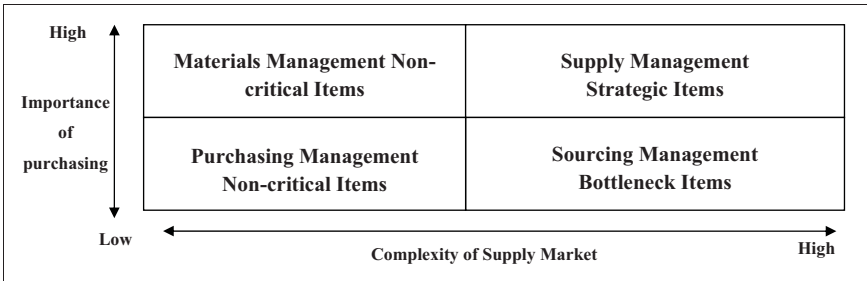 High
Materials Management Non-
critical Items
Supply Management
Strategic Items
Importance
of
purchasing
Purchasing Management
Non-critical Items
Sourcing Management
Bottleneck Items
Low
Complexity of Supply Market
High